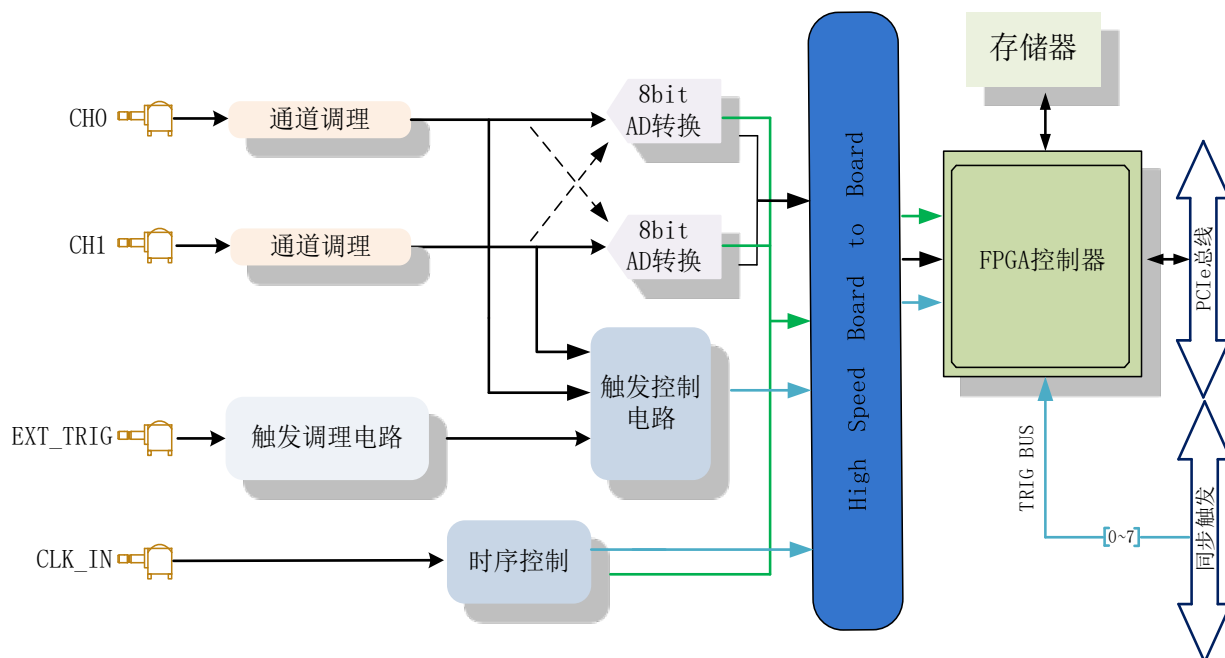 存储器
CH0
通道调理
8bit
AD转换
CH1
通道调理
8bit
AD转换
High Speed Board to Board
FPGA控制器
PCIe总线
EXT_TRIG
触发调理电路
触发控制
电路
TRIG BUS
[0~7]
同步触发
CLK_IN
时序控制